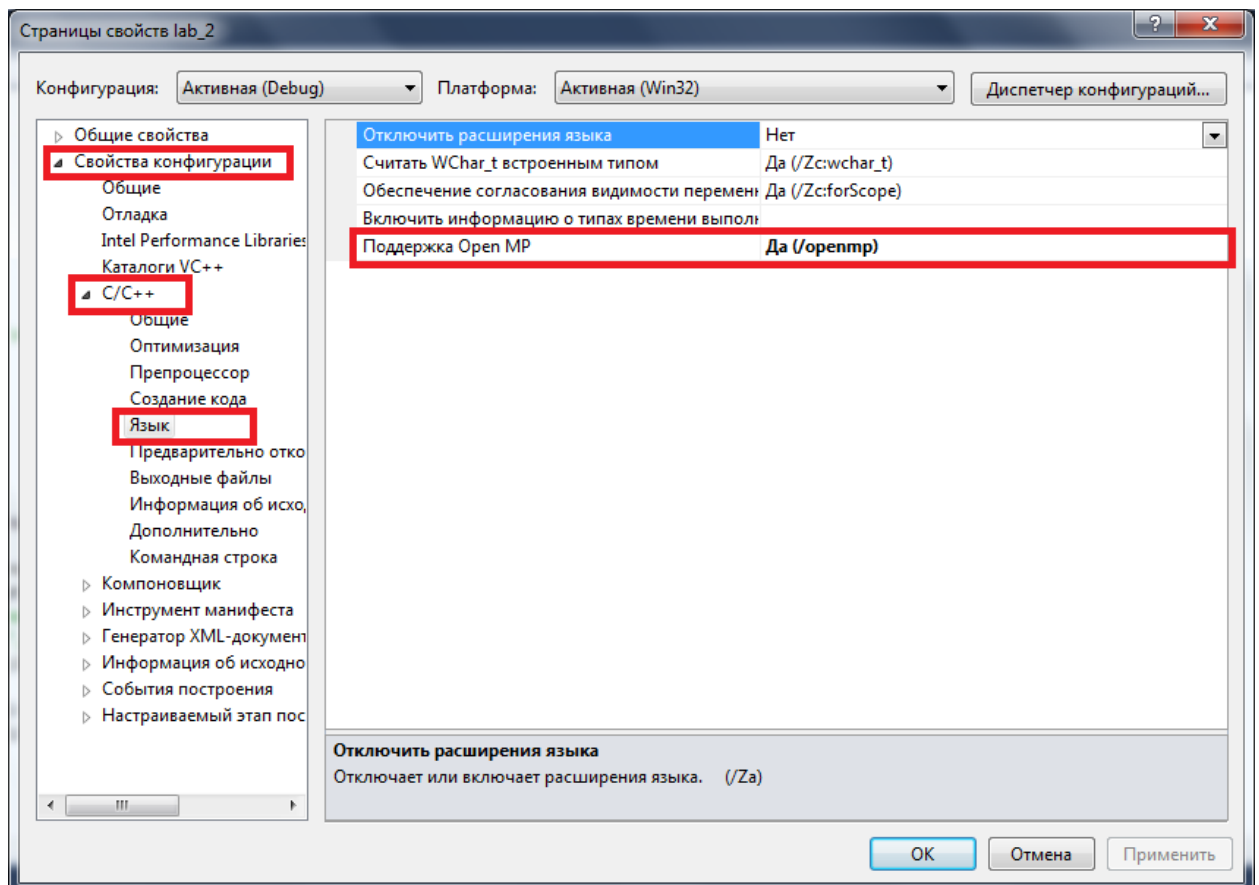 Страницы свойств lab_2
?
x
Конфигурация: Активная (Debug) Платформа: Активная (Win32) Диспетчер конфигураций...
Общие свойства
Свойства конфигурации
Общие
Отладка
Intel Performance Libraries
Каталоги VC++
C/C++
Общие
Оптимизация
Препроцессор
Создание кода
Язык
Предварительно отко
Выходные файлы
Информация об исход
Дополнительно
Командная строка
Компоновщик
Инструмент манифеста
Генератор XML-документ
Информация об исходно
События построения
Настраиваемый этап пос
Отключить расширения языка Нет
Считать WChar_t встроенным типом Да (/Zc:wchar_t)
Обеспечение согласования видимости переменн Да (/Zc:forScope)
Включить информацию о типах времени выполн
Поддержка Open MP Да (/openmp)
Отключить расширения языка
Отключает или включает расширения языка. (/Za)
ОК Отмена Применить